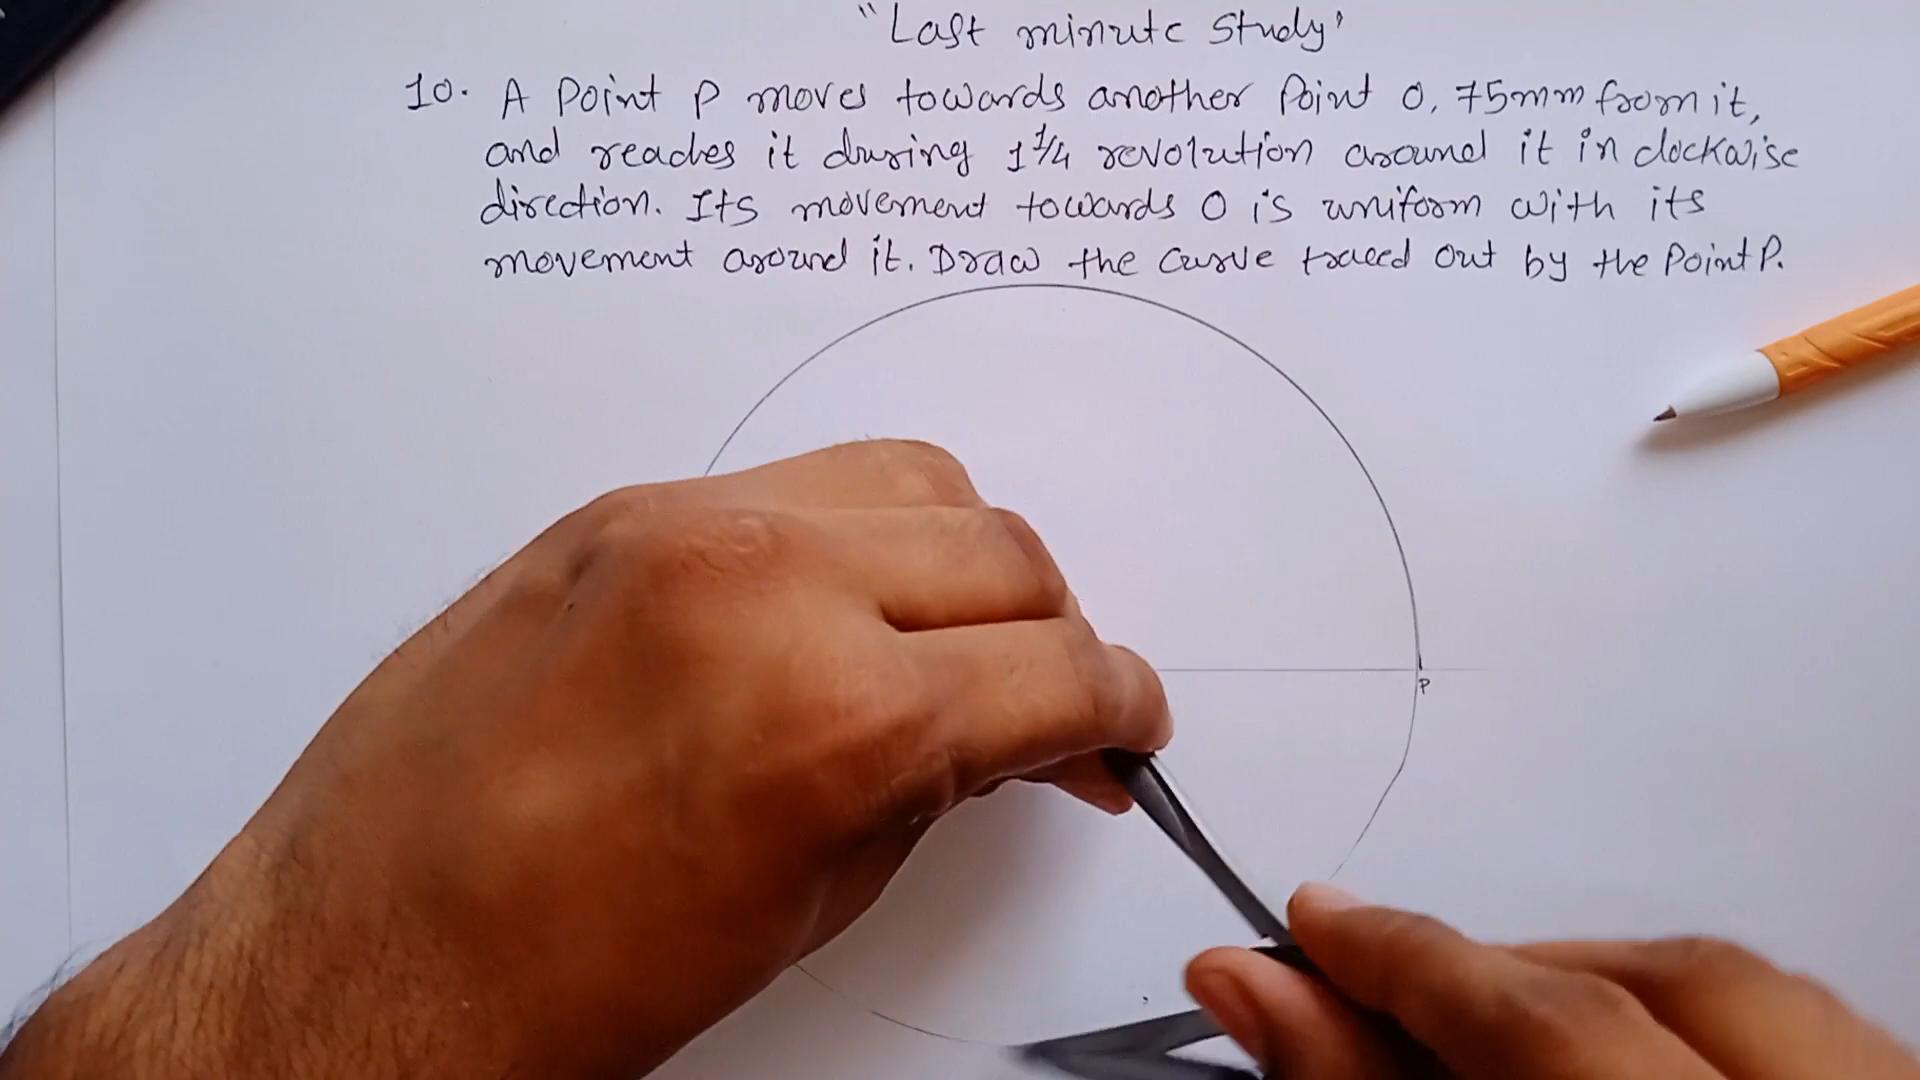 "Last minute Study'
10. A Point P moves towards another Point O, 75mm from it,
and reaches it during 1 1/4 revolution around it in clockwise
direction. Its movement towards O is uniform with its
movement around it. Draw the curve traced out by the Point P.
P